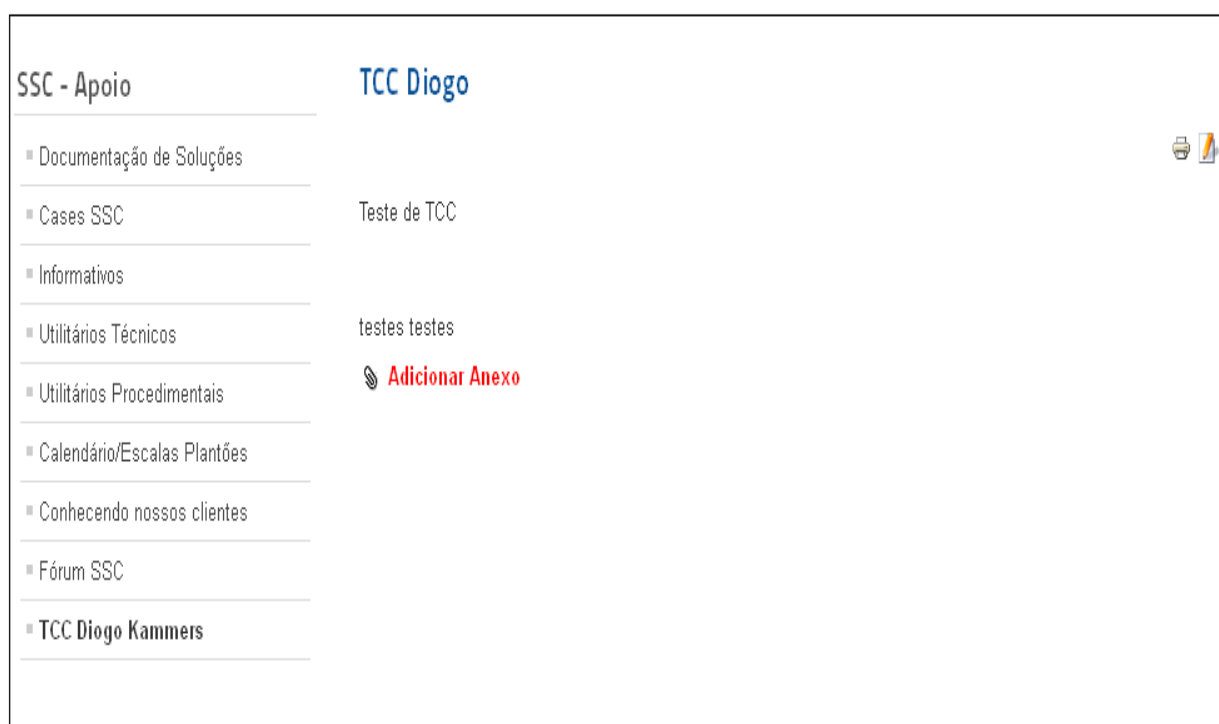 SSC - Apoio
Documentação de Soluções
Cases SSC
Informativos
Utilitários Técnicos
Utilitários Procedimentais
Calendário/Escalas Plantões
Conhecendo nossos clientes
Fórum SSC
TCC Diogo Kammers
TCC Diogo
Teste de TCC
testes testes
Adicionar Anexo